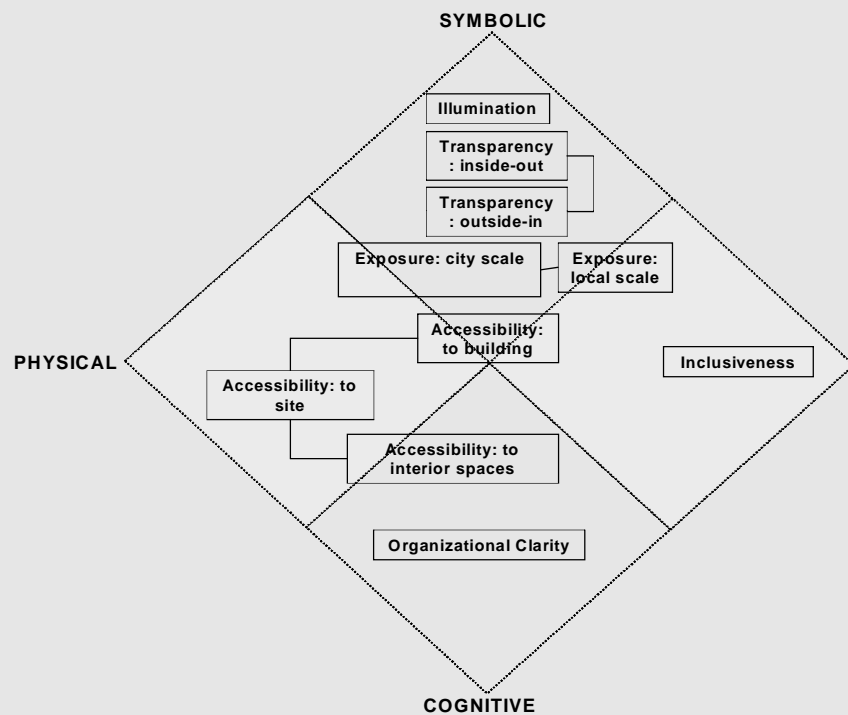 SYMBOLIC
Illumination
Transparency
: inside-out
Transparency
: outside-in
Exposure: city scale
Exposure:
local scale
Accessibility:
to building
PHYSICAL
Inclusiveness
Accessibility: to
site
Accessibility: to
interior spaces
Organizational Clarity
COGNITIVE